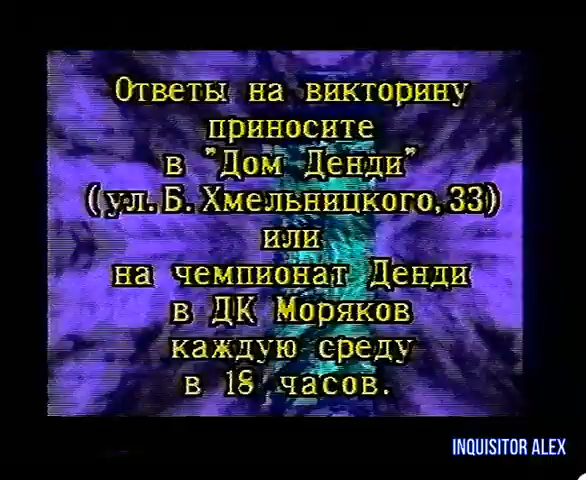 Ответы на викторину
приносите
в "Дом Денди"
(ул. Б. Хмельницкого, 33)
или
на чемпионат Денди
в ДК Моряков
каждую среду
в 18 часов.
INQUISITOR ALEX